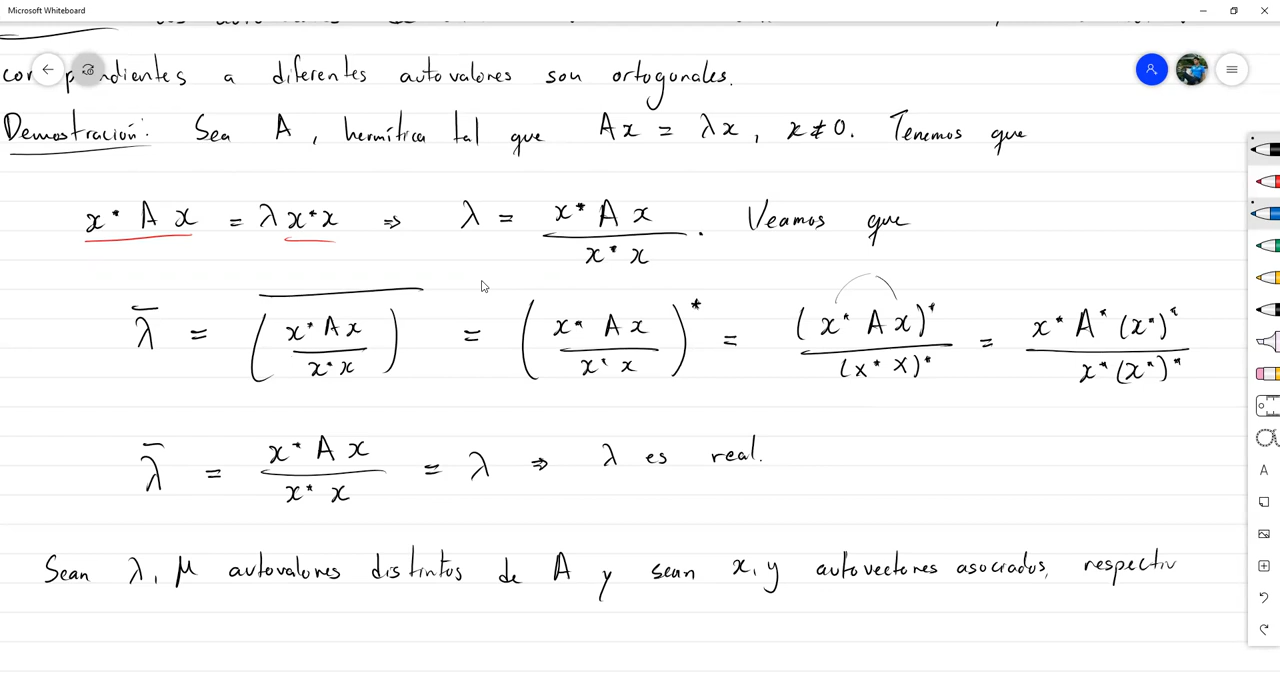 Microsoft Whiteboard
correspondientes a diferentes autovalores son ortogonales.
Demostración: Sea A, hermítica tal que Ax = λx, x ≠ 0. Tenemos que
x* A x = λ x*x ⇒ λ = (x* A x)/(x* x). Veamos que
λ̄ = \overline{(x* A x / x* x)} = (x* A x / x* x)* = (x* A x)*/(x* x)* = x* A* (x*)*/x* (x*)*
λ̄ = (x* A x)/(x* x) = λ ⇒ λ es real.
Sean λ, μ autovalores distintos de A y sean x, y autovectores asociados, respectiv
A